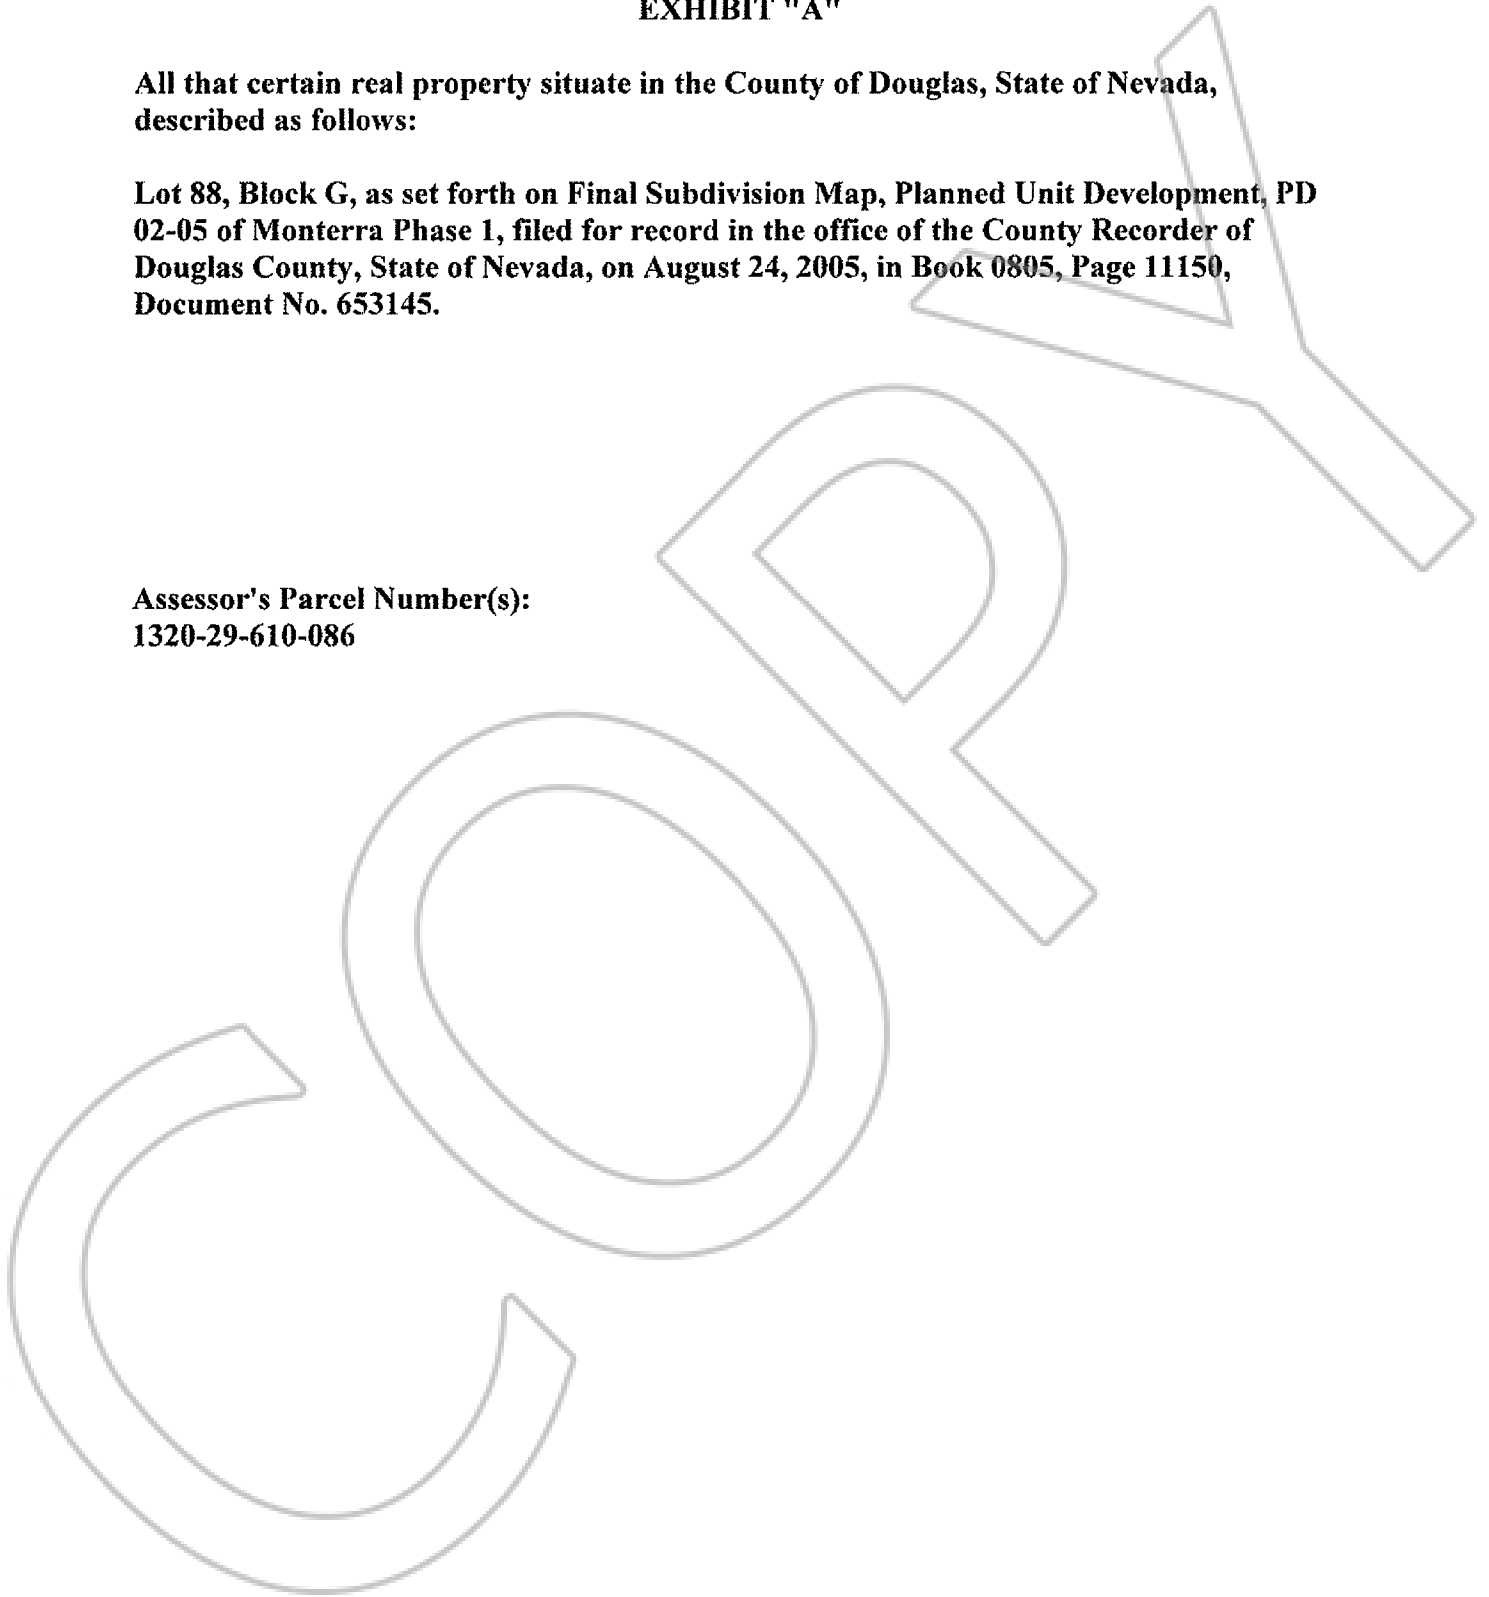 EXHIBIT "A"
All that certain real property situate in the County of Douglas, State of Nevada,
described as follows:
Lot 88, Block G, as set forth on Final Subdivision Map, Planned Unit Development, PD
02-05 of Monterra Phase 1, filed for record in the office of the County Recorder of
Douglas County, State of Nevada, on August 24, 2005, in Book 0805, Page 11150,
Document No. 653145.
Assessor's Parcel Number(s):
1320-29-610-086
COPY